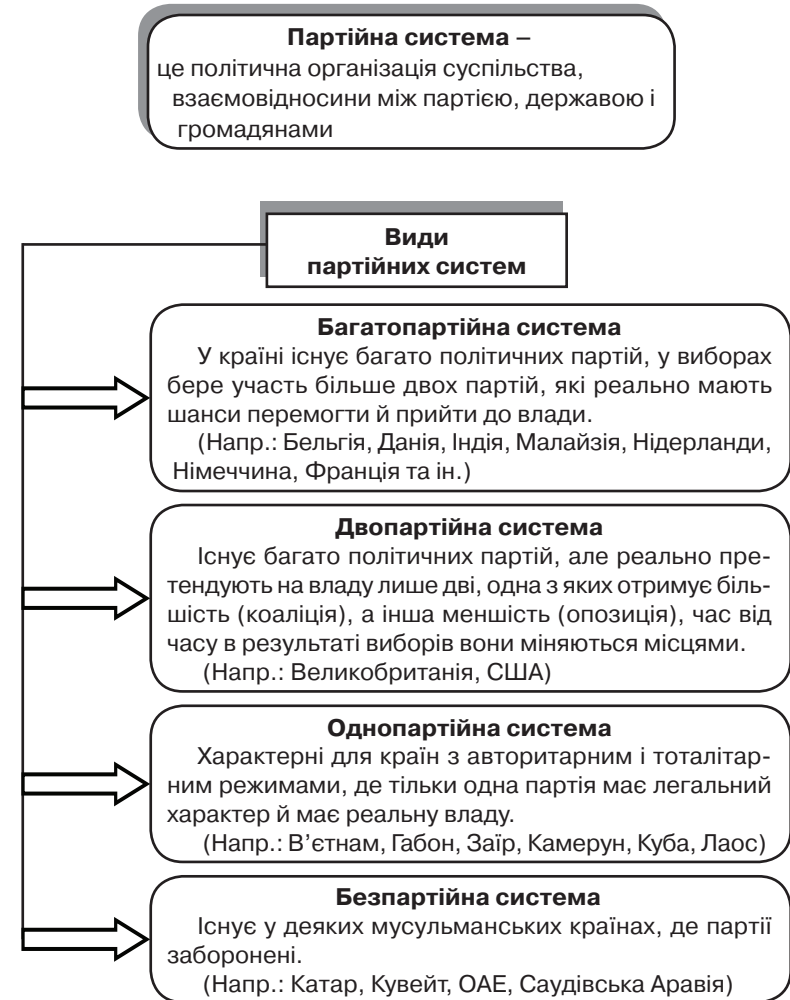 Партійна система –
це політична організація суспільства,
взаємовідносини між партією, державою і
громадянами
Види
партійних систем
Багатопартійна система
У країні існує багато політичних партій, у виборах
бере участь більше двох партій, які реально мають
шанси перемогти й прийти до влади.
(Напр.: Бельгія, Данія, Індія, Малайзія, Нідерланди,
Німеччина, Франція та ін.)
Двопартійна система
Існує багато політичних партій, але реально пре-
тендують на владу лише дві, одна з яких отримує біль-
шість (коаліція), а інша меншість (опозиція), час від
часу в результаті виборів вони міняються місцями.
(Напр.: Великобританія, США)
Однопартійна система
Характерні для країн з авторитарним і тоталітар-
ним режимами, де тільки одна партія має легальний
характер й має реальну владу.
(Напр.: В’єтнам, Габон, Заїр, Камерун, Куба, Лаос)
Безпартійна система
Існує у деяких мусульманських країнах, де партії
заборонені.
(Напр.: Катар, Кувейт, ОАЕ, Саудівська Аравія)